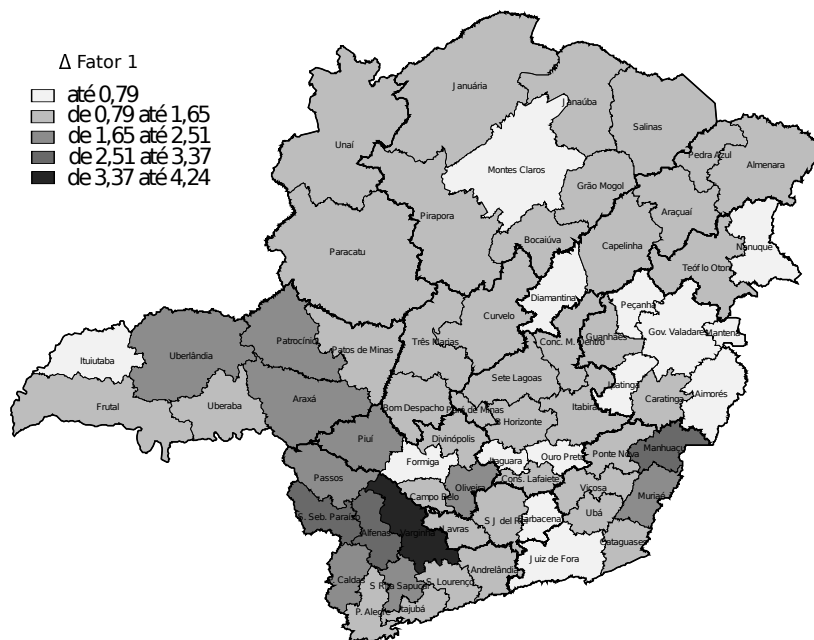 Δ Fator 1
até 0,79
de 0,79 até 1,65
de 1,65 até 2,51
de 2,51 até 3,37
de 3,37 até 4,24
Januária
Janaúba
Salinas
Unaí
Pedra Azul
Almenara
Montes Claros
Grão Mogol
Araçuaí
Pirapora
Bocaiúva
Capelinha
Nanuque
Paracatu
Teóf lo Otoni
Diamantina
Peçanha
Curvelo
Gov. Valadares
Mantena
Uberlândia
Patrocínio
Patos de Minas
Três Marias
Conc. M. Dentro
Guanhães
Ituiutaba
Sete Lagoas
Ipatinga
Aimorés
Frutal
Uberaba
Araxá
Bom Despacho
Pará de Minas
Itabira
Caratinga
B Horizonte
Piuí
Divinópolis
Manhuaçu
Formiga
Itaguara
Ouro Preto
Ponte Nova
Passos
Oliveira
Cons. Lafaiete
Viçosa
Muriaé
Campo Belo
S. Seb. Paraíso
Alfenas
Varginha
Lavras
S J del Rei
Barbacena
Ubá
Cataguases
Juiz de Fora
P. Caldas
S Rita Sapucaí
S. Lourenço
Andrelândia
P. Alegre
Itajubá